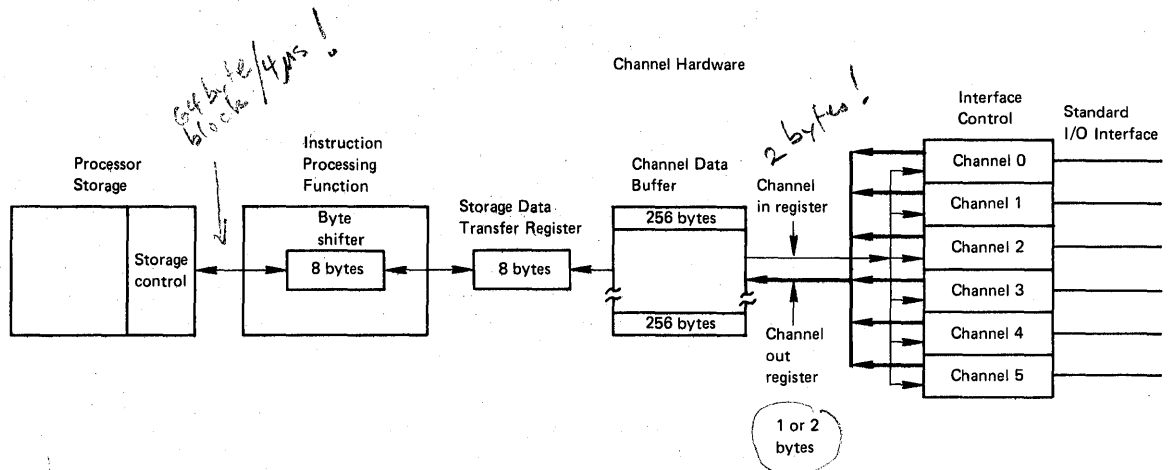 64 byte/4 μs!
block
Channel Hardware
2 bytes!
Interface
Control
Standard
I/O Interface
Processor
Storage
Instruction
Processing
Function
Channel Data
Buffer
Channel
in register
Channel 0
Channel 1
Channel 2
Channel 3
Channel 4
Channel 5
Storage
control
Byte
shifter
8 bytes
Storage Data
Transfer Register
8 bytes
256 bytes
256 bytes
Channel
out
register
1 or 2
bytes